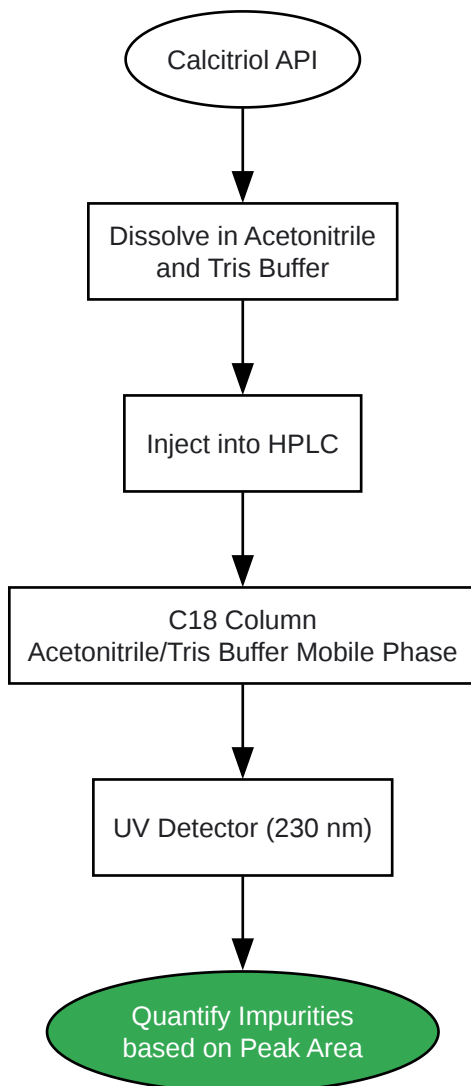 Calcitriol API
Dissolve in Acetonitrile
and Tris Buffer
Inject into HPLC
C18 Column
Acetonitrile/Tris Buffer Mobile Phase
UV Detector (230 nm)
Quantify Impurities
based on Peak Area